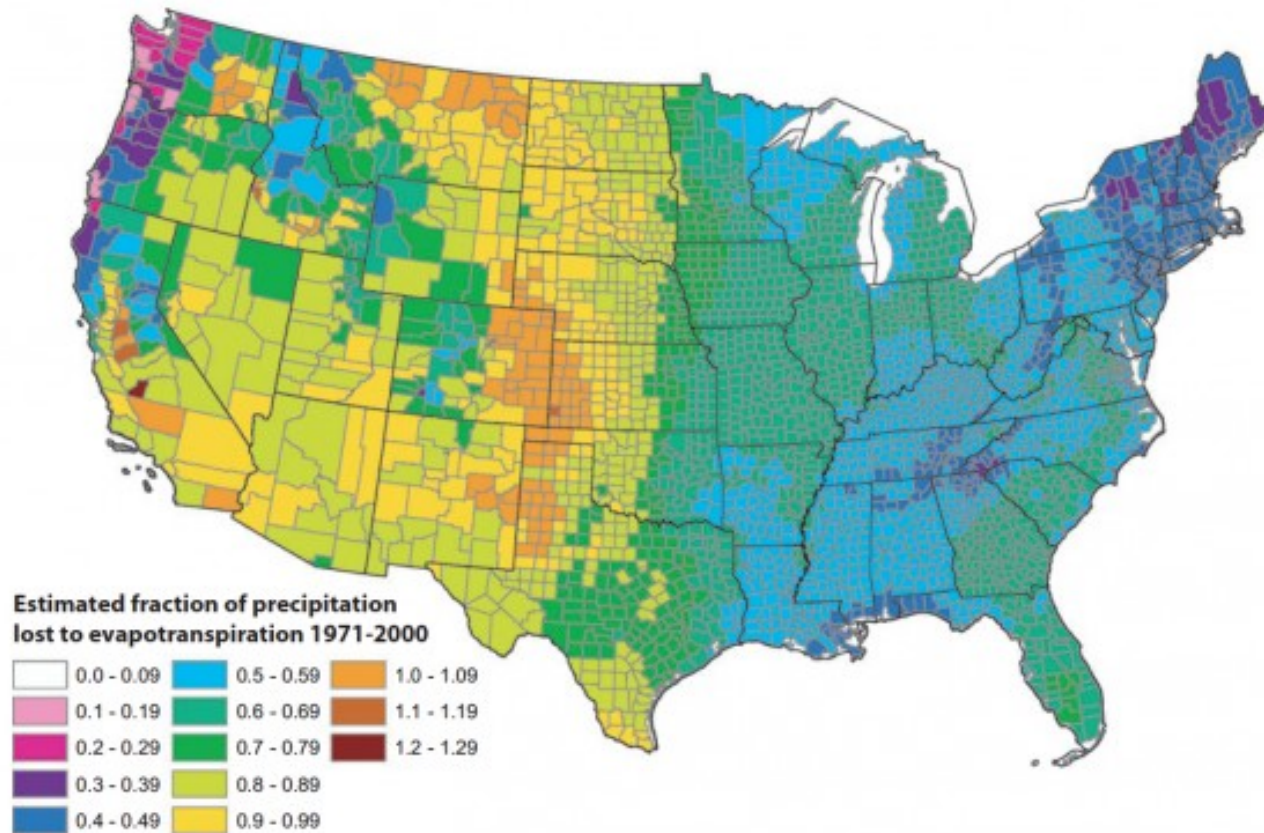 Estimated fraction of precipitation
lost to evapotranspiration 1971-2000
0.0 - 0.09
0.1 - 0.19
0.2 - 0.29
0.3 - 0.39
0.4 - 0.49
0.5 - 0.59
0.6 - 0.69
0.7 - 0.79
0.8 - 0.89
0.9 - 0.99
1.0 - 1.09
1.1 - 1.19
1.2 - 1.29